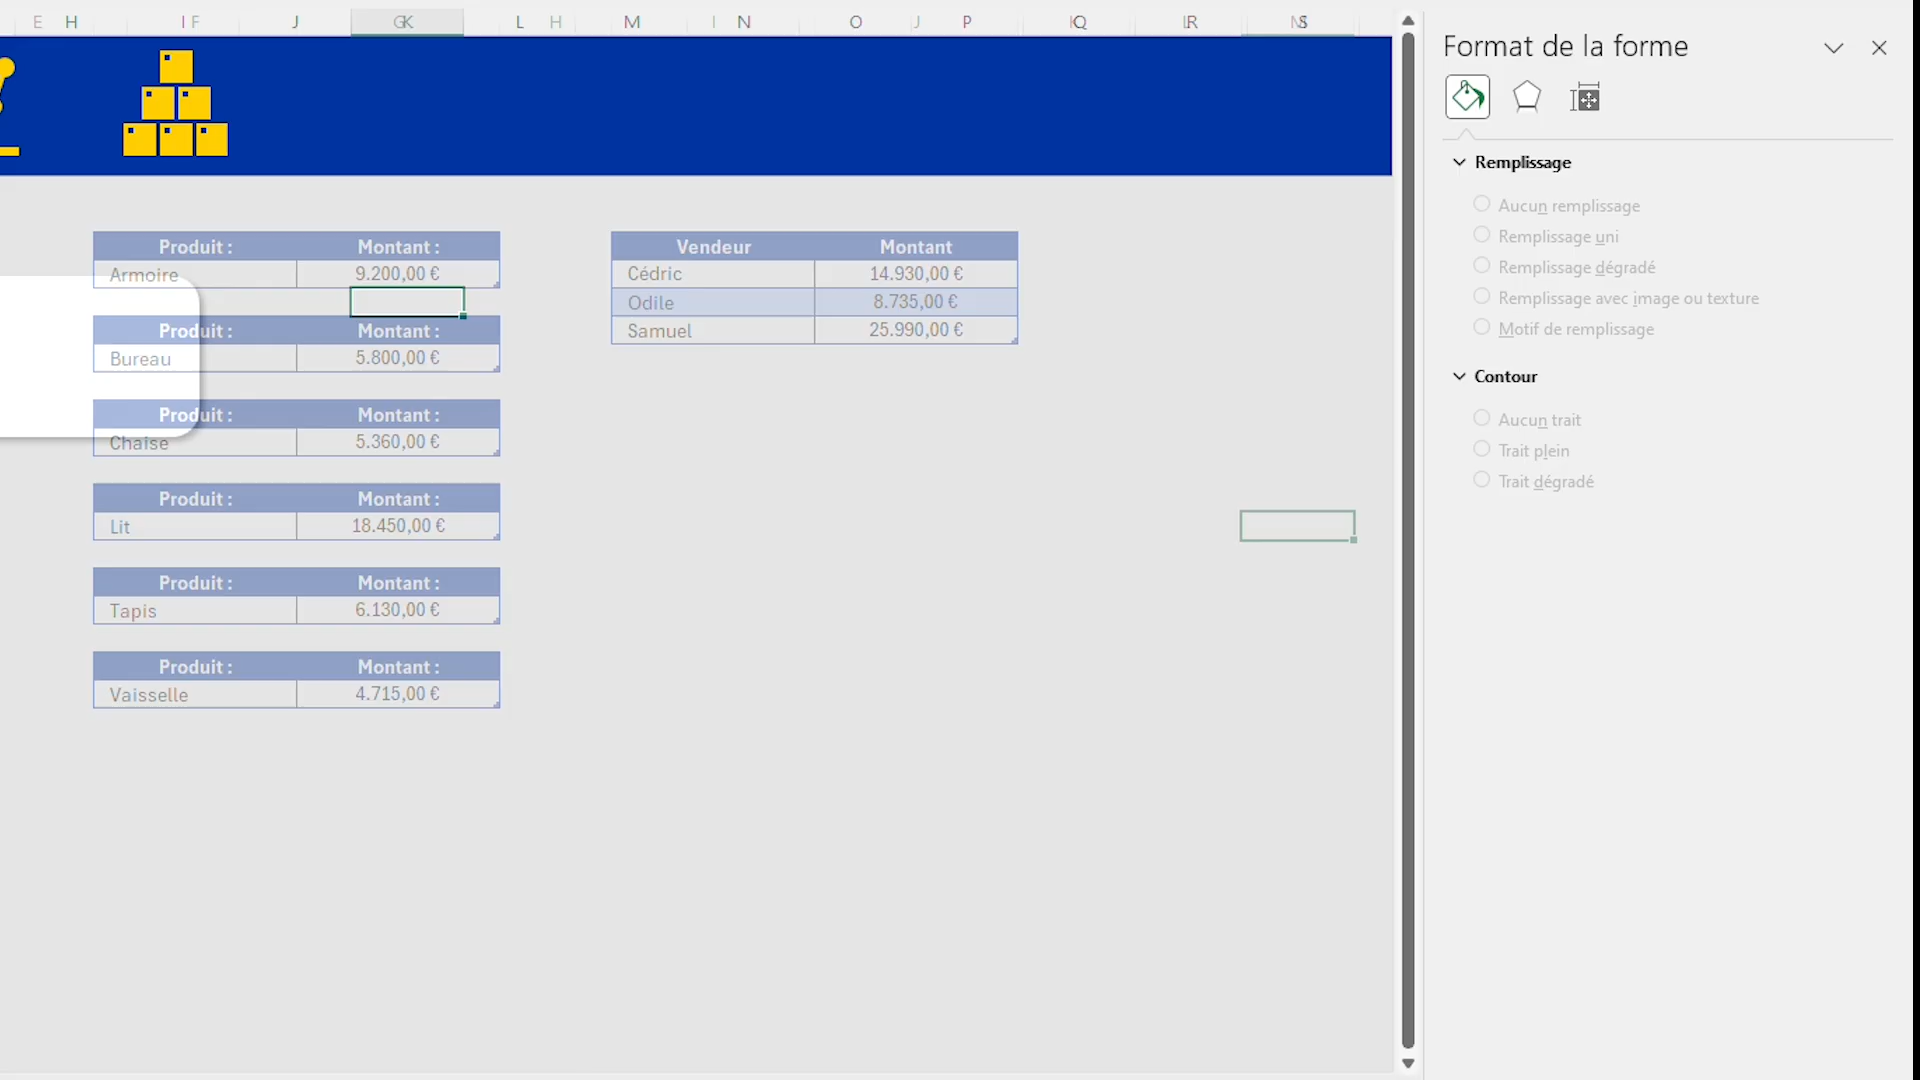 E H I F J GK L H M I N O J P KQ LR MS
Format de la forme
Remplissage
Aucun remplissage
Remplissage uni
Remplissage dégradé
Remplissage avec image ou texture
Motif de remplissage
Contour
Aucun trait
Trait plein
Trait dégradé
Produit : Montant :
Armoire 9.200,00 €
Produit : Montant :
Bureau 5.800,00 €
Produit : Montant :
Chaise 5.360,00 €
Produit : Montant :
Lit 18.450,00 €
Produit : Montant :
Tapis 6.130,00 €
Produit : Montant :
Vaisselle 4.715,00 €
Vendeur Montant
Cédric 14.930,00 €
Odile 8.735,00 €
Samuel 25.990,00 €